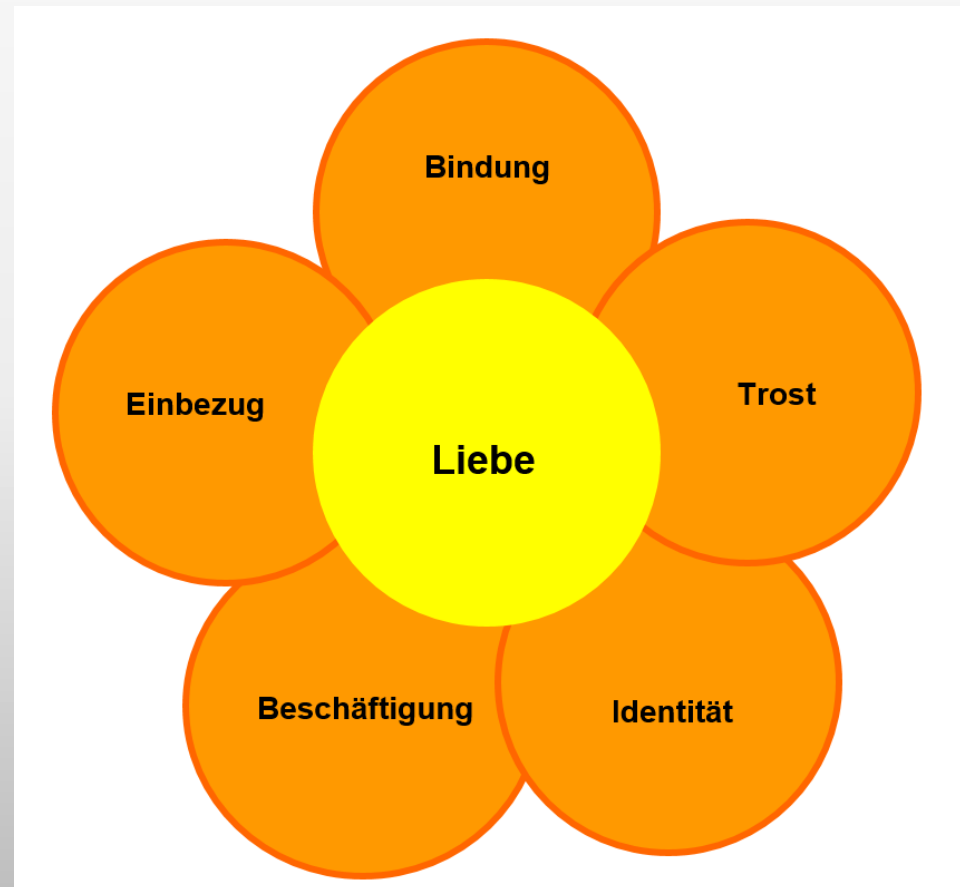 Bindung
Einbezug
Trost
Liebe
Beschäftigung
Identität